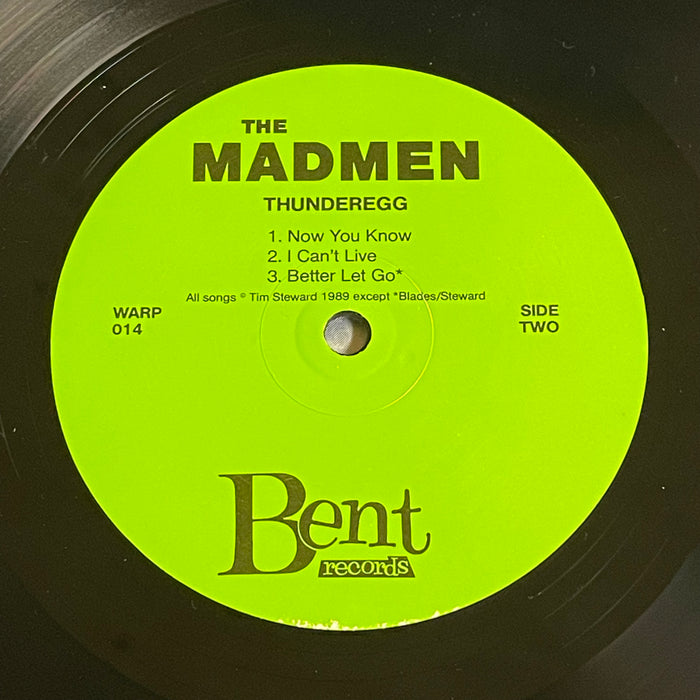 THE
MADMEN
THUNDEREGG
1. Now You Know
2. I Can't Live
3. Better Let Go*
All songs © Tim Steward 1989 except *Blades/Steward
WARP
014
SIDE
TWO
Bent
records